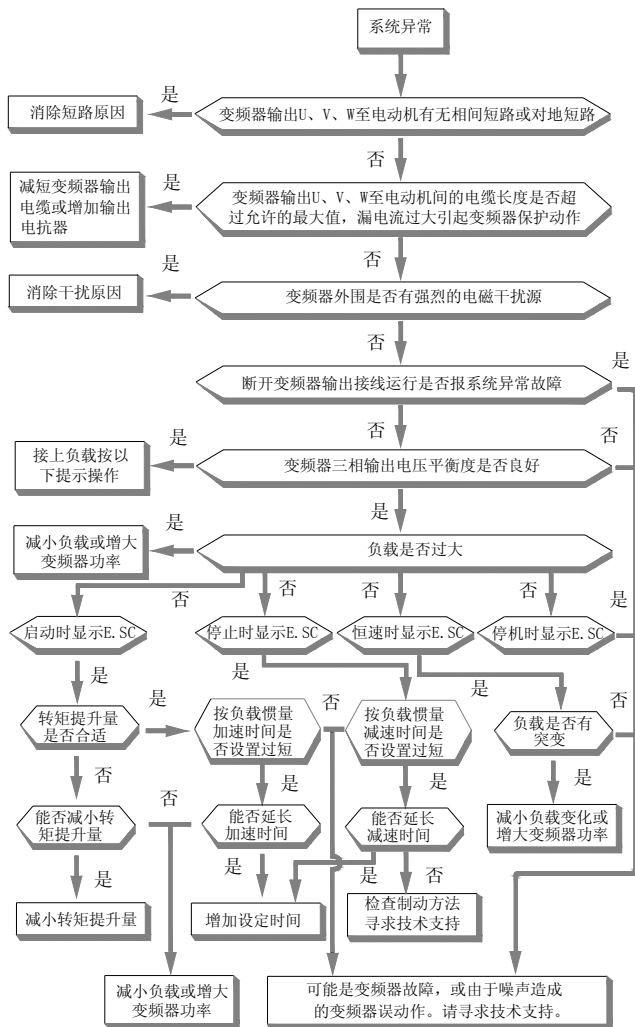 系统异常
是
消除短路原因
变频器输出U、V、W至电动机有无相间短路或对地短路
否
是
减短变频器输出
电缆或增加输出
电抗器
变频器输出U、V、W至电动机间的电缆长度是否超
过允许的最大值，漏电流过大引起变频器保护动作
是
否
消除干扰原因
变频器外围是否有强烈的电磁干扰源
否
是
断开变频器输出接线运行是否报系统异常故障
是
否
否
接上负载按以
下提示操作
变频器三相输出电压平衡度是否良好
是
是
减小负载或增大
变频器功率
负载是否过大
否
否
否
否
是
启动时显示E.SC
停止时显示E.SC
恒速时显示E.SC
停机时显示E.SC
是
是
是
是
否
否
转矩提升量
是否合适
按负载惯量
加速时间是
否设置过短
按负载惯量
减速时间是
否设置过短
负载是否有
突变
否
是
是
是
否
能否减小转
矩提升量
能否延长
加速时间
能否延长
减速时间
减小负载变化或
增大变频器功率
是
是
是
否
减小转矩提升量
增加设定时间
检查制动方法
寻求技术支持
减小负载或增大
变频器功率
可能是变频器故障，或由于噪声造成
的变频器误动作。请寻求技术支持。